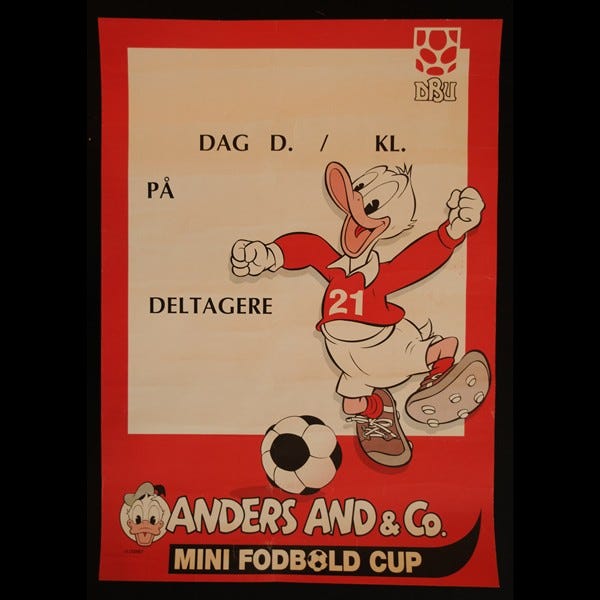 DBU
DAG D. / KL.
PÅ
DELTAGERE
21
ANDERS AND & Co.
MINI FODBOLD CUP